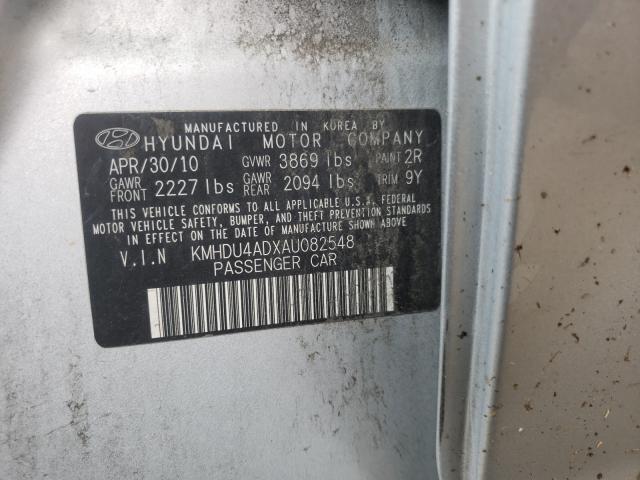 MANUFACTURED IN KOREA BY
HYUNDAI MOTOR COMPANY
APR/30/10 GVWR 3869 lbs PAINT 2R
GAWR FRONT 2227 lbs GAWR REAR 2094 lbs TRIM 9Y
THIS VEHICLE CONFORMS TO ALL APPLICABLE U.S.A. FEDERAL
MOTOR VEHICLE SAFETY, BUMPER, AND THEFT PREVENTION STANDARDS
IN EFFECT ON THE DATE OF MANUFACTURE SHOWN ABOVE.
V.I.N KMHDU4ADXAU082548
PASSENGER CAR